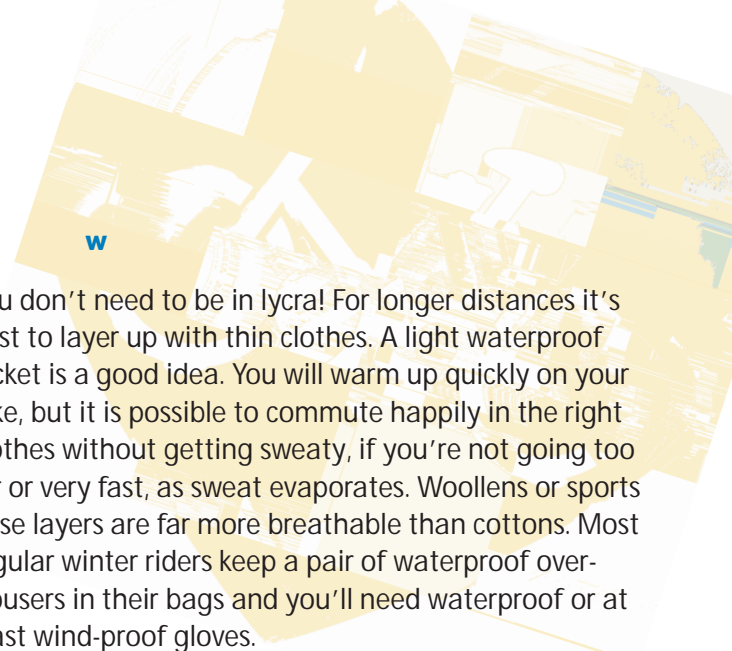 w
u don't need to be in lycra! For longer distances it's
st to layer up with thin clothes. A light waterproof
cket is a good idea. You will warm up quickly on your
ke, but it is possible to commute happily in the right
othes without getting sweaty, if you're not going too
r or very fast, as sweat evaporates. Woollens or sports
se layers are far more breathable than cottons. Most
gular winter riders keep a pair of waterproof over-
ousers in their bags and you'll need waterproof or at
ast wind-proof gloves.